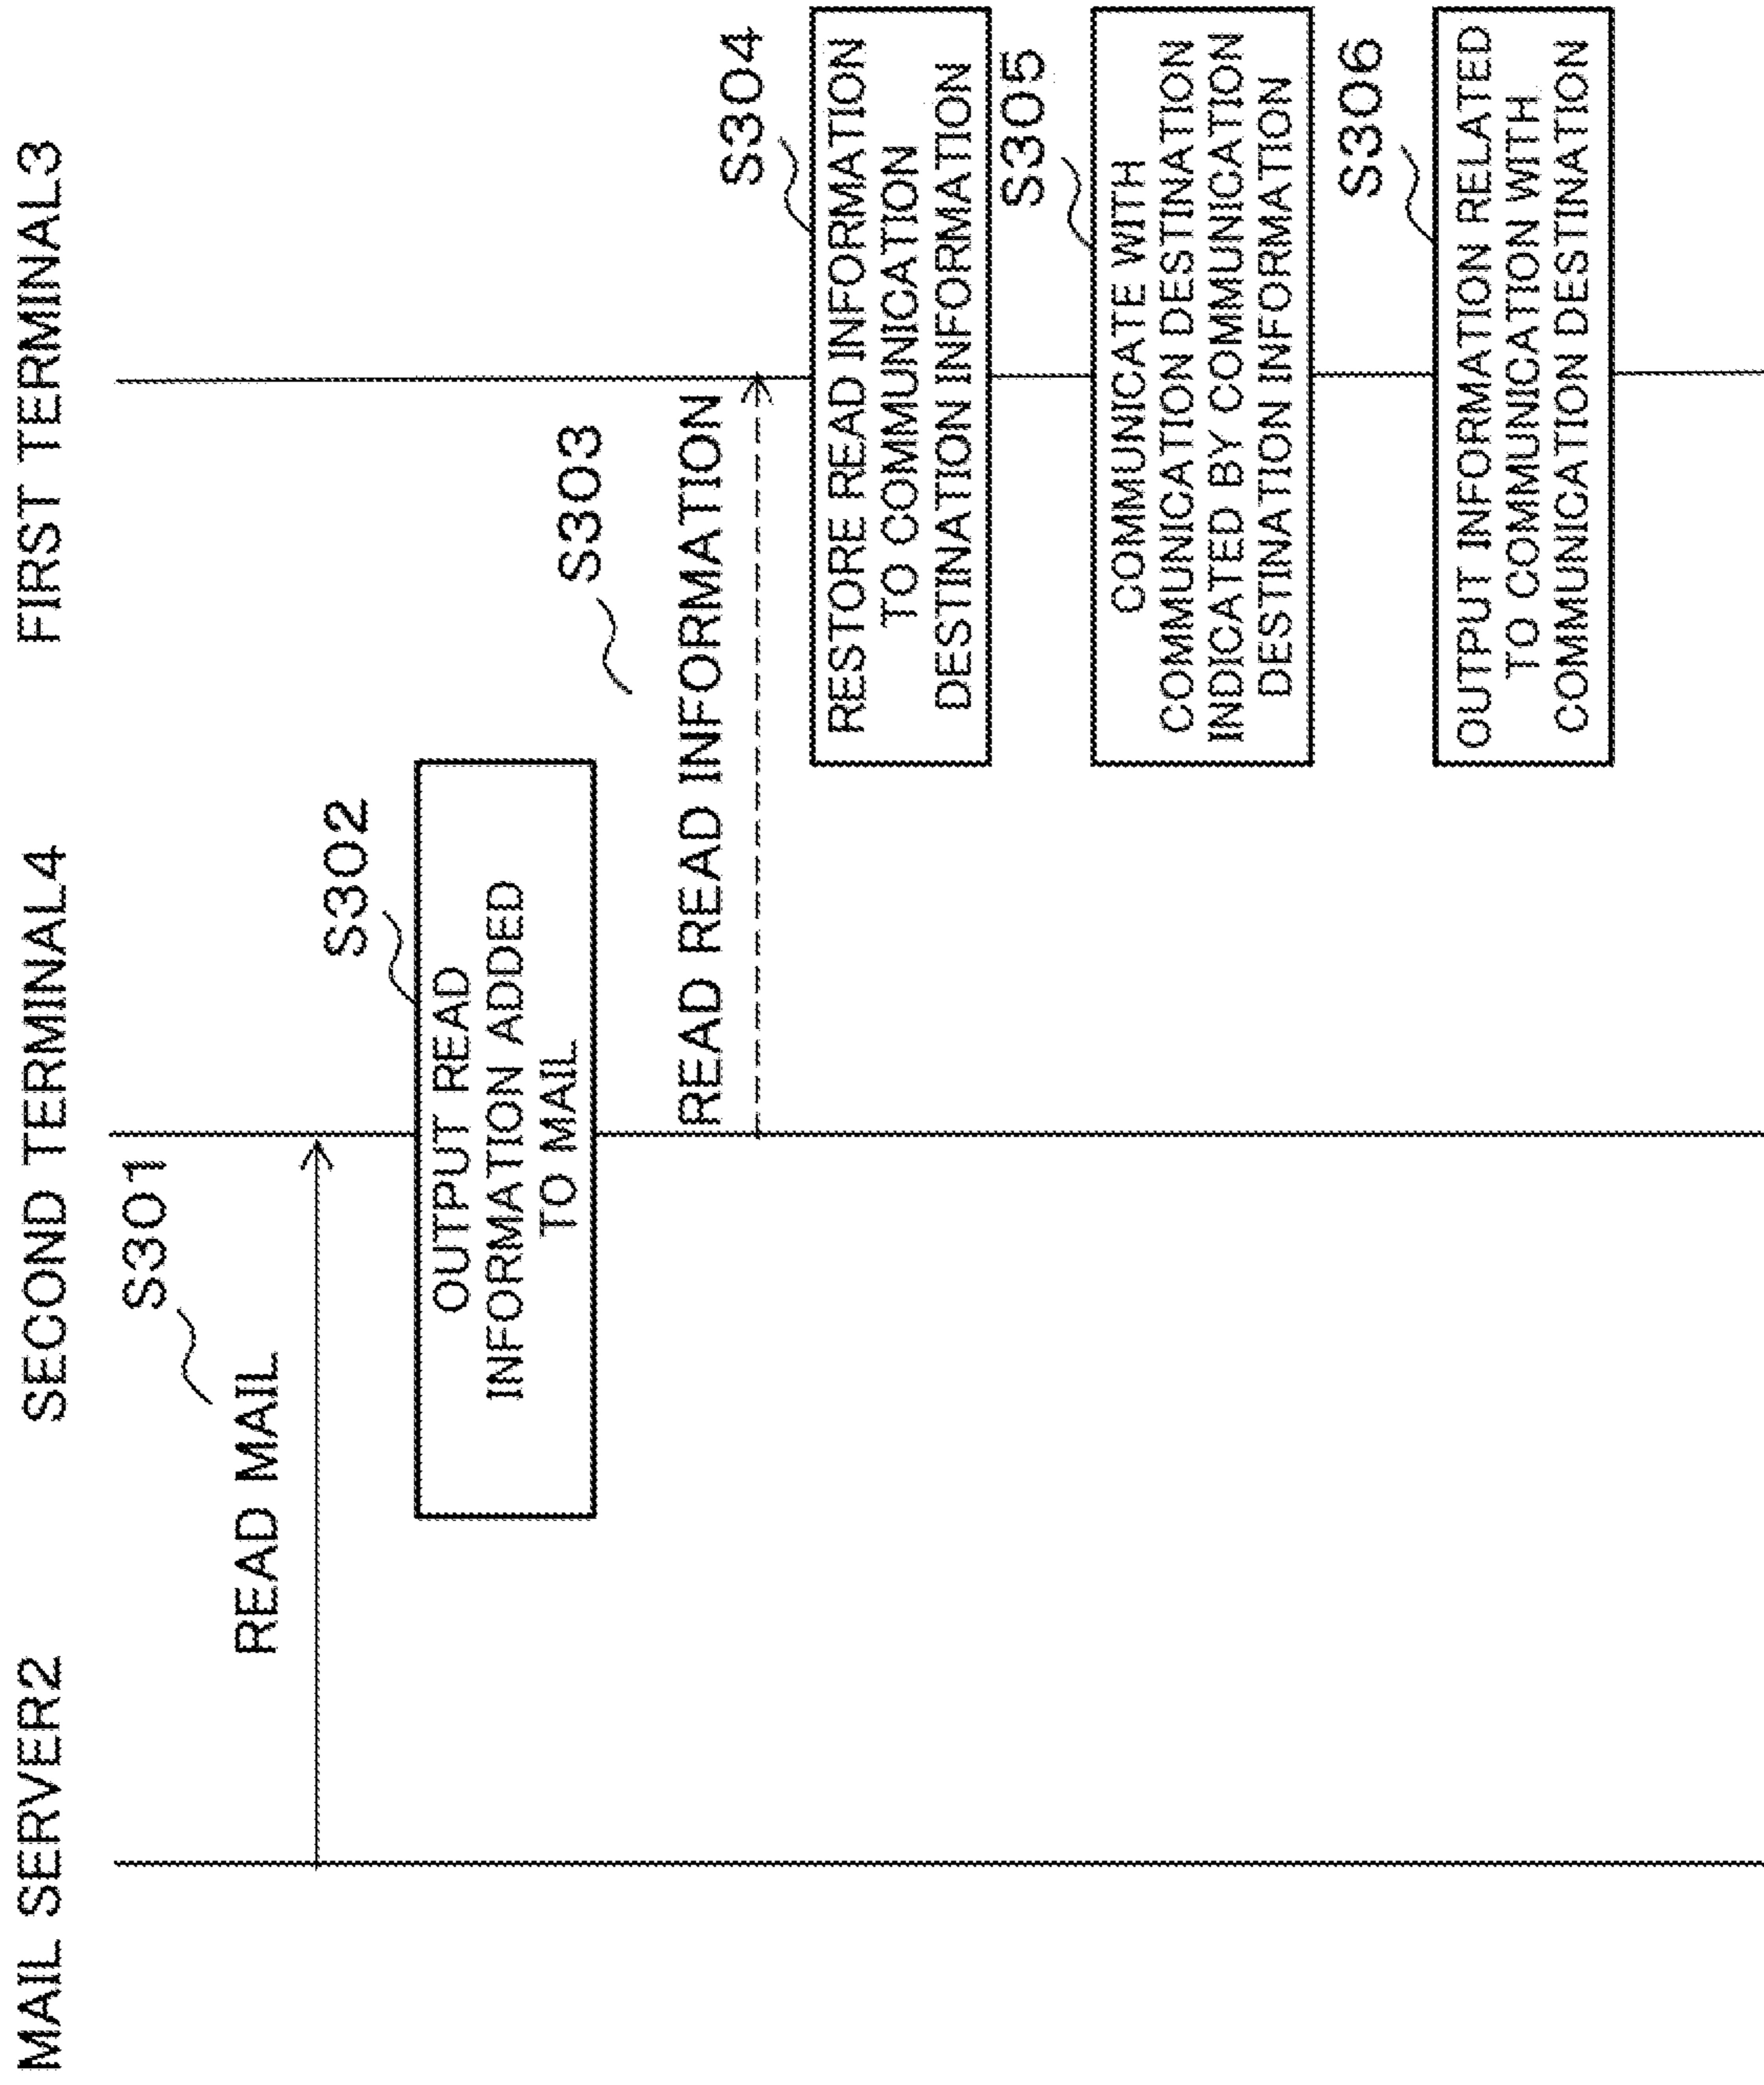 MAIL SERVER2
SECOND TERMINAL4
FIRST TERMINAL3
S301
READ MAIL
S302
OUTPUT READ
INFORMATION ADDED
TO MAIL
S303
READ READ INFORMATION
S304
RESTORE READ INFORMATION
TO COMMUNICATION
DESTINATION INFORMATION
S305
COMMUNICATE WITH
COMMUNICATION DESTINATION
INDICATED BY COMMUNICATION
DESTINATION INFORMATION
S306
OUTPUT INFORMATION RELATED
TO COMMUNICATION WITH
COMMUNICATION DESTINATION